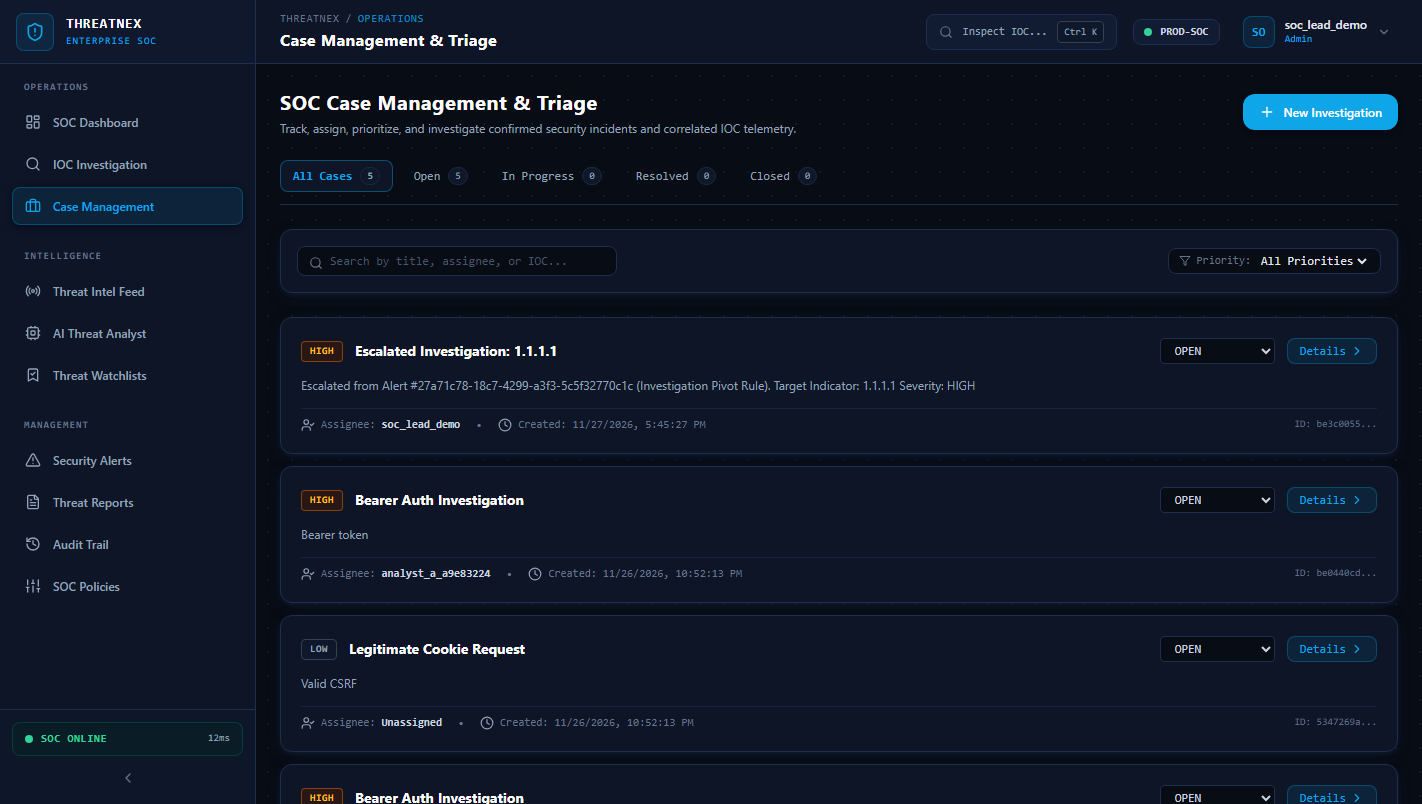 THREATNEX
ENTERPRISE SOC
OPERATIONS
SOC Dashboard
IOC Investigation
Case Management
INTELLIGENCE
Threat Intel Feed
AI Threat Analyst
Threat Watchlists
MANAGEMENT
Security Alerts
Threat Reports
Audit Trail
SOC Policies
SOC ONLINE 12ms
THREATNEX / OPERATIONS
Case Management & Triage
Inspect IOC... Ctrl K
PROD-SOC
SO
soc_lead_demo
Admin
SOC Case Management & Triage
Track, assign, prioritize, and investigate confirmed security incidents and correlated IOC telemetry.
New Investigation
All Cases 5 Open 5 In Progress 0 Resolved 0 Closed 0
Search by title, assignee, or IOC...
Priority: All Priorities
HIGH Escalated Investigation: 1.1.1.1 OPEN Details
Escalated from Alert #27a71c78-18c7-4299-a3f3-5c5f32770c1c (Investigation Pivot Rule). Target Indicator: 1.1.1.1 Severity: HIGH
Assignee: soc_lead_demo • Created: 11/27/2026, 5:45:27 PM ID: be3c0055...
HIGH Bearer Auth Investigation OPEN Details
Bearer token
Assignee: analyst_a_a9e83224 • Created: 11/26/2026, 10:52:13 PM ID: be0440cd...
LOW Legitimate Cookie Request OPEN Details
Valid CSRF
Assignee: Unassigned • Created: 11/26/2026, 10:52:13 PM ID: 5347269a...
HIGH Bearer Auth Investigation OPEN Details